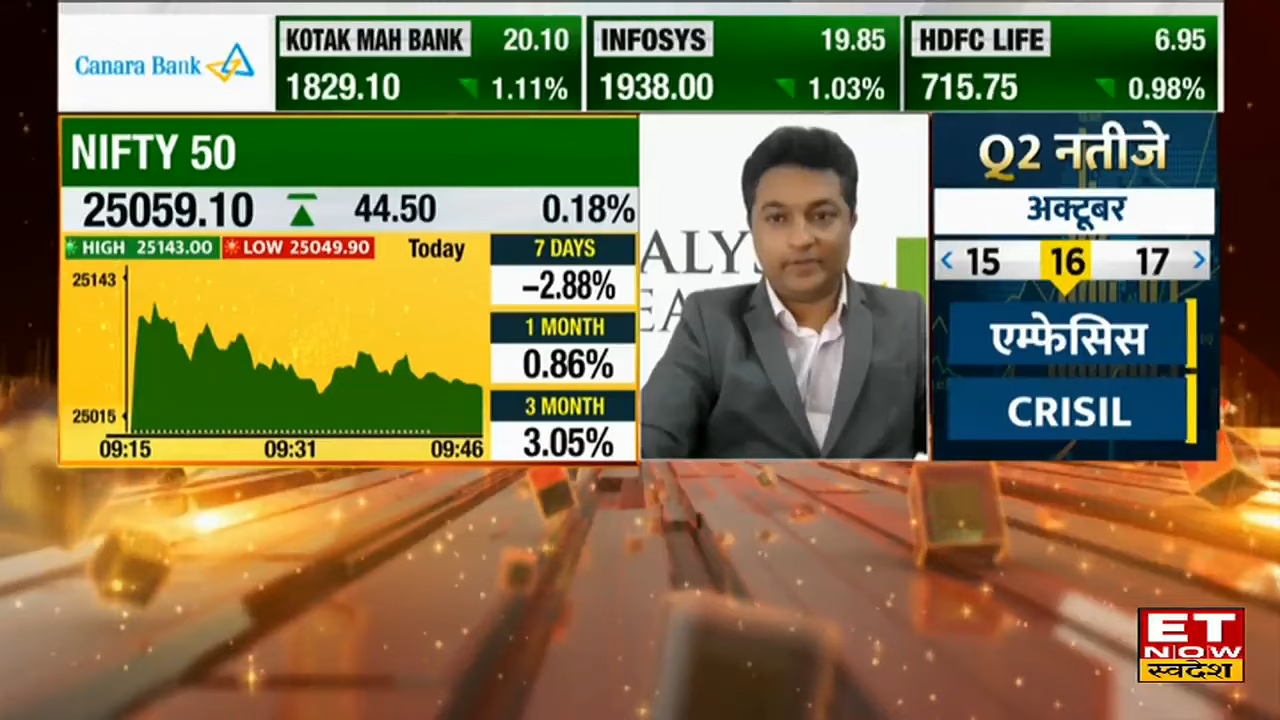 Canara Bank
KOTAK MAH BANK 20.10
1829.10 1.11%
INFOSYS 19.85
1938.00 1.03%
HDFC LIFE 6.95
715.75 0.98%
NIFTY 50
25059.10 44.50 0.18%
HIGH 25143.00 LOW 25049.90 Today
25143
25015
09:15 09:31 09:46
7 DAYS
-2.88%
1 MONTH
0.86%
3 MONTH
3.05%
ALYS
EA
Q2 नतीजे
अक्टूबर
< 15 16 17 >
एम्फेसिस
CRISIL
ET
NOW
स्वदेश